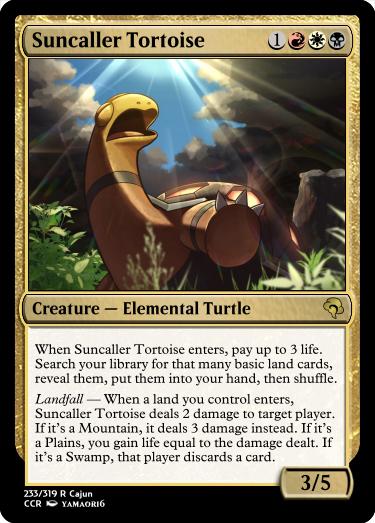 Suncaller Tortoise 1
Creature — Elemental Turtle
When Suncaller Tortoise enters, pay up to 3 life.
Search your library for that many basic land cards,
reveal them, put them into your hand, then shuffle.
Landfall — When a land you control enters,
Suncaller Tortoise deals 2 damage to target player.
If it's a Mountain, it deals 3 damage instead. If it's
a Plains, you gain life equal to the damage dealt. If
it's a Swamp, that player discards a card.
3/5
233/319 R Cajun
CCR YAMAORI6